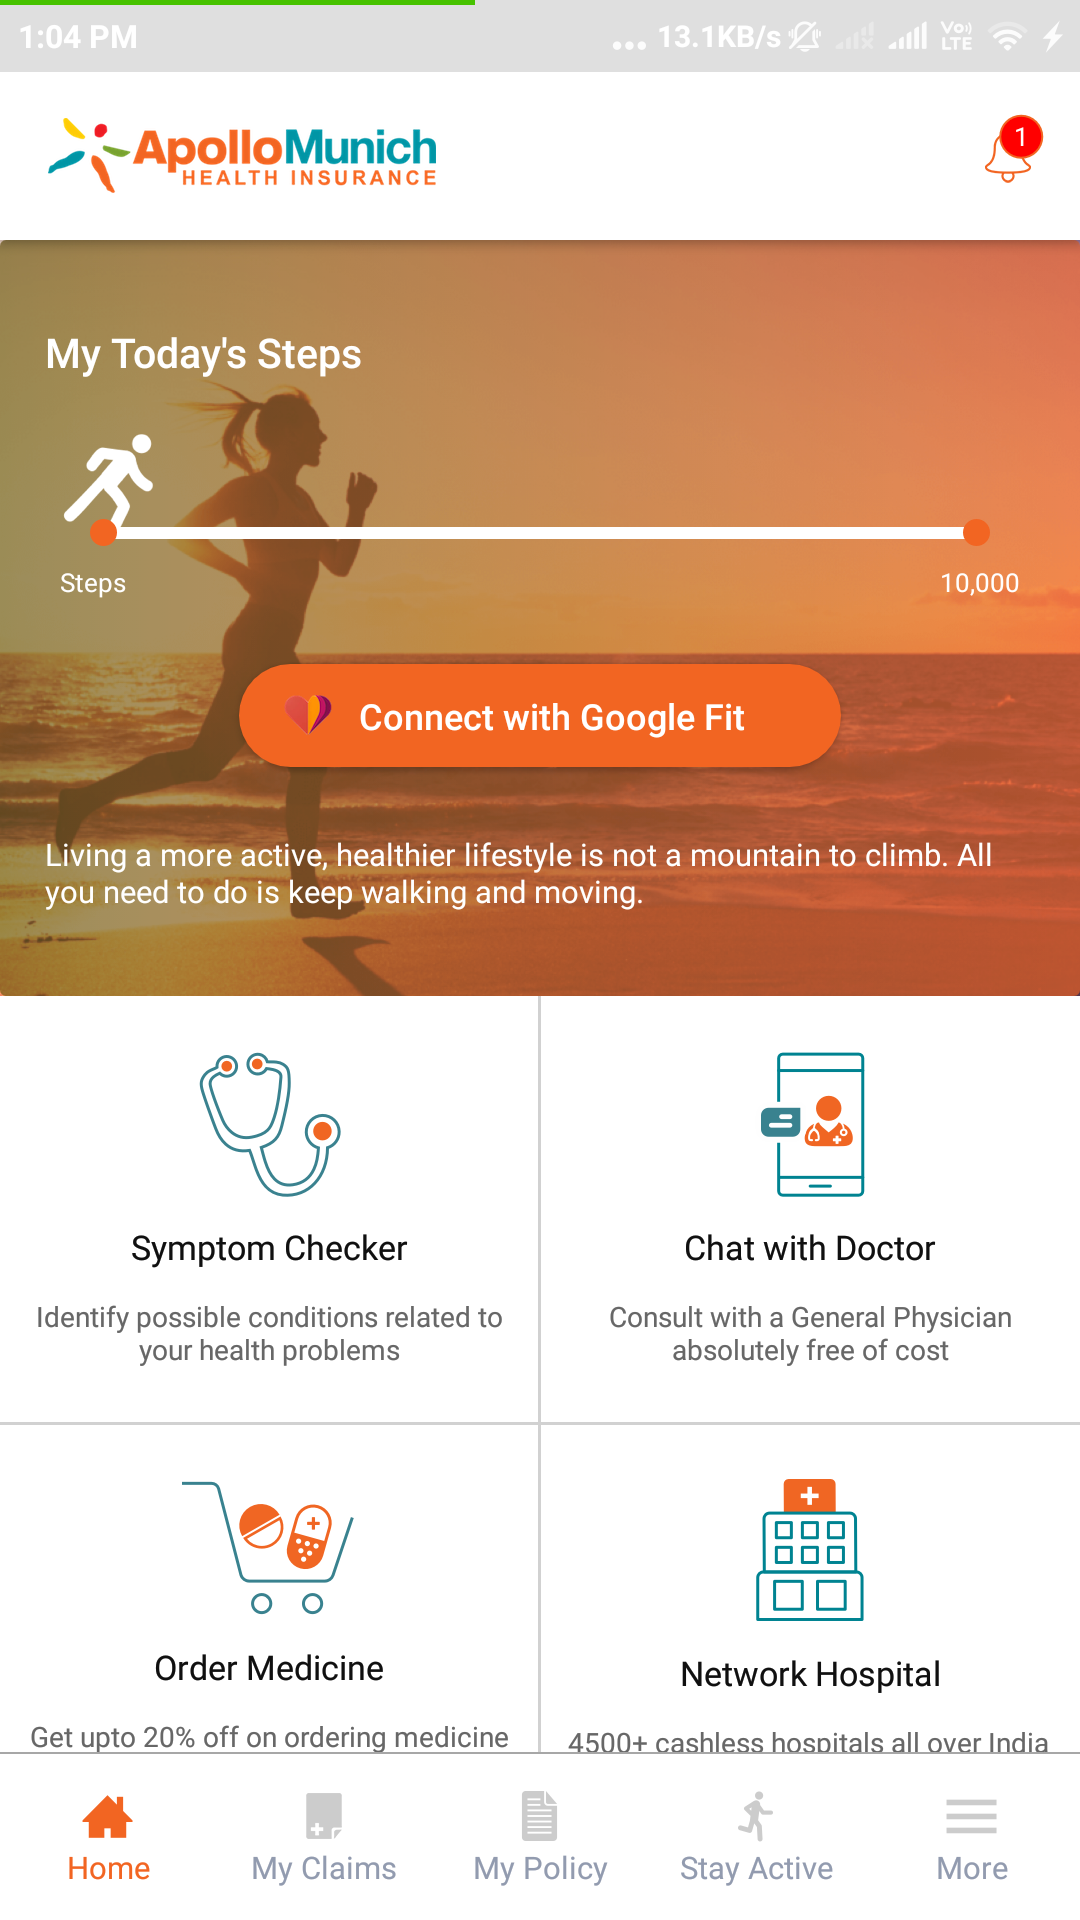 1:04 PM
... 13.1KB/s Vo)) LTE
ApolloMunich
HEALTH INSURANCE
1
My Today's Steps
Steps
10,000
Connect with Google Fit
Living a more active, healthier lifestyle is not a mountain to climb. All
you need to do is keep walking and moving.
Symptom Checker
Identify possible conditions related to
your health problems
Chat with Doctor
Consult with a General Physician
absolutely free of cost
Order Medicine
Get upto 20% off on ordering medicine
Network Hospital
4500+ cashless hospitals all over India
Home
My Claims
My Policy
Stay Active
More